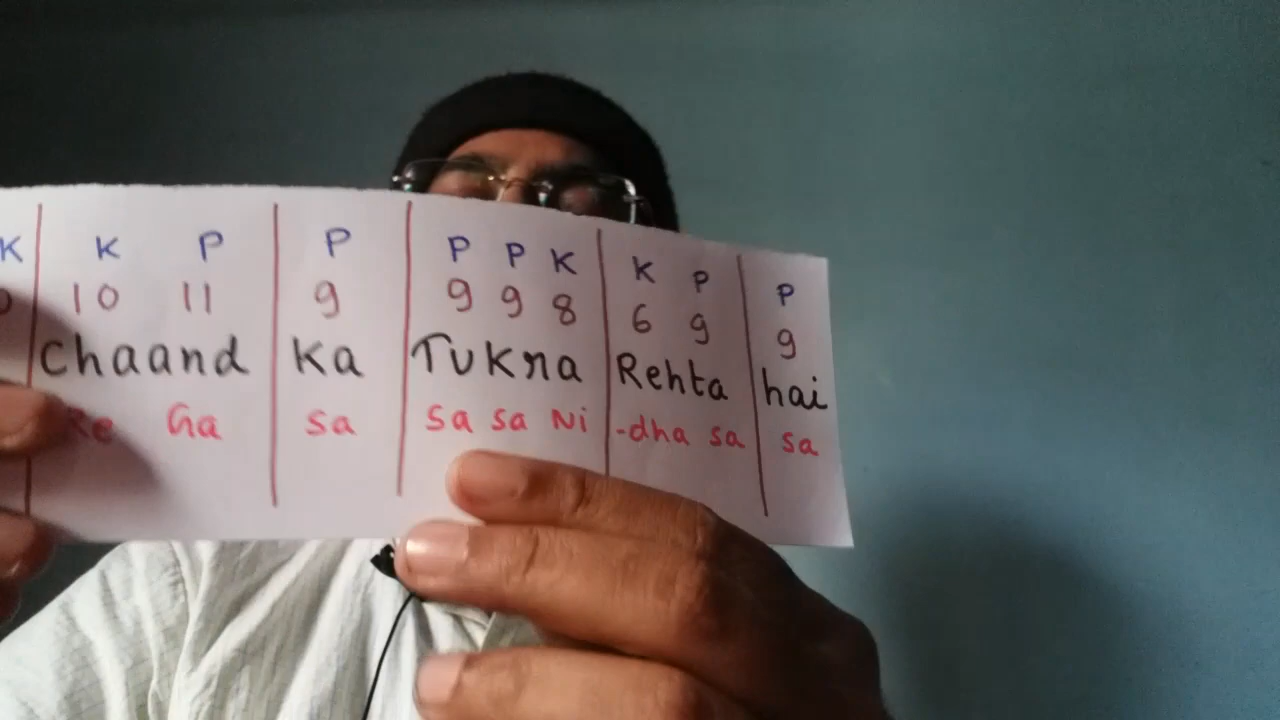 K K P P P P K K P P
10 11 9 9 9 8 6 9 9
Chaand Ka Tukra Rehta hai
Re Ga Sa Sa Sa Ni -dha sa sa